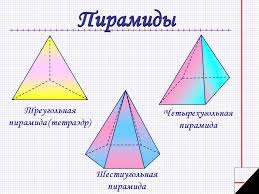 Пирамиды
Треугольная
пирамида(тетраэдр)
Четырехугольная
пирамида
Шестиугольная
пирамида